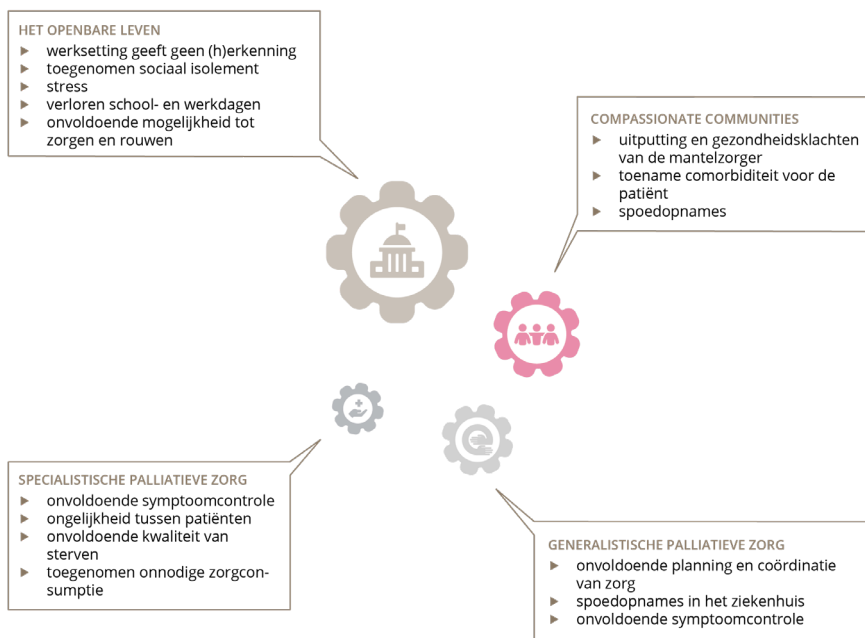 HET OPENBARE LEVEN
▶ werksetting geeft geen (h)erkenning
▶ toegenomen sociaal isolement
▶ stress
▶ verloren school- en werkdagen
▶ onvoldoende mogelijkheid tot
zorgen en rouwen
COMPASSIONATE COMMUNITIES
▶ uitputting en gezondheidsklachten
van de mantelzorger
▶ toename comorbiditeit voor de
patiënt
▶ spoedopnames
SPECIALISTISCHE PALLIATIEVE ZORG
▶ onvoldoende symptoomcontrole
▶ ongelijkheid tussen patiënten
▶ onvoldoende kwaliteit van
sterven
▶ toegenomen onnodige zorgcon-
sumptie
GENERALISTISCHE PALLIATIEVE ZORG
▶ onvoldoende planning en coördinatie
van zorg
▶ spoedopnames in het ziekenhuis
▶ onvoldoende symptoomcontrole